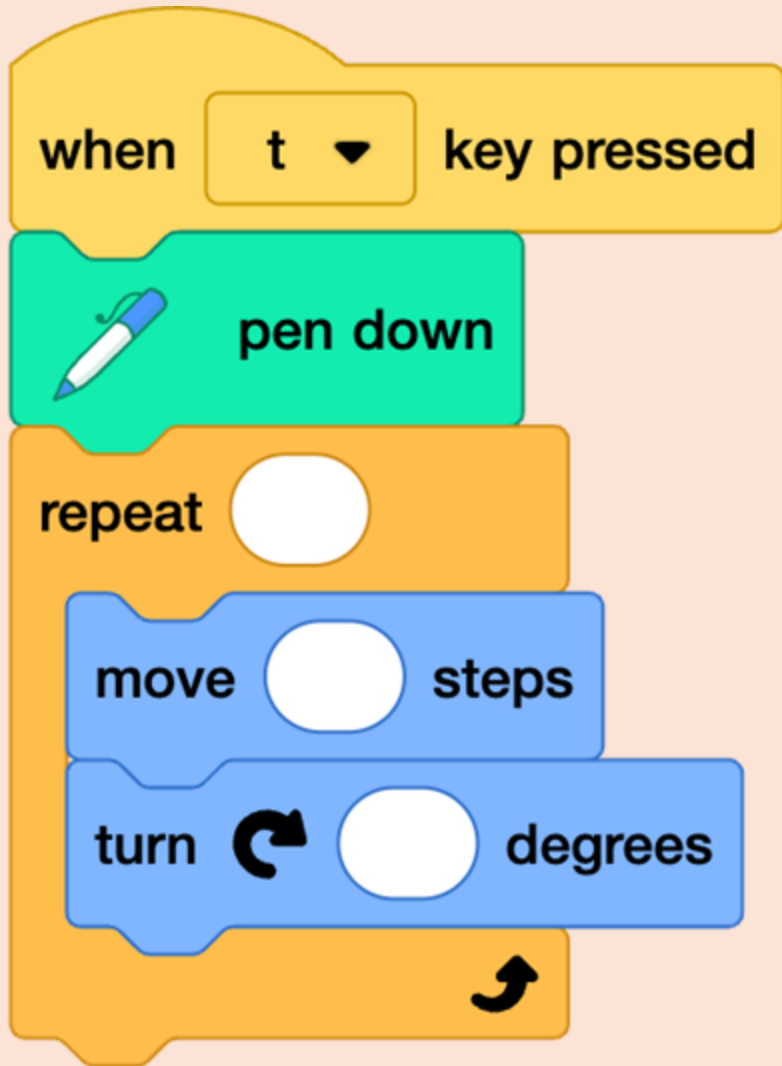 when t key pressed
pen down
repeat
move steps
turn degrees